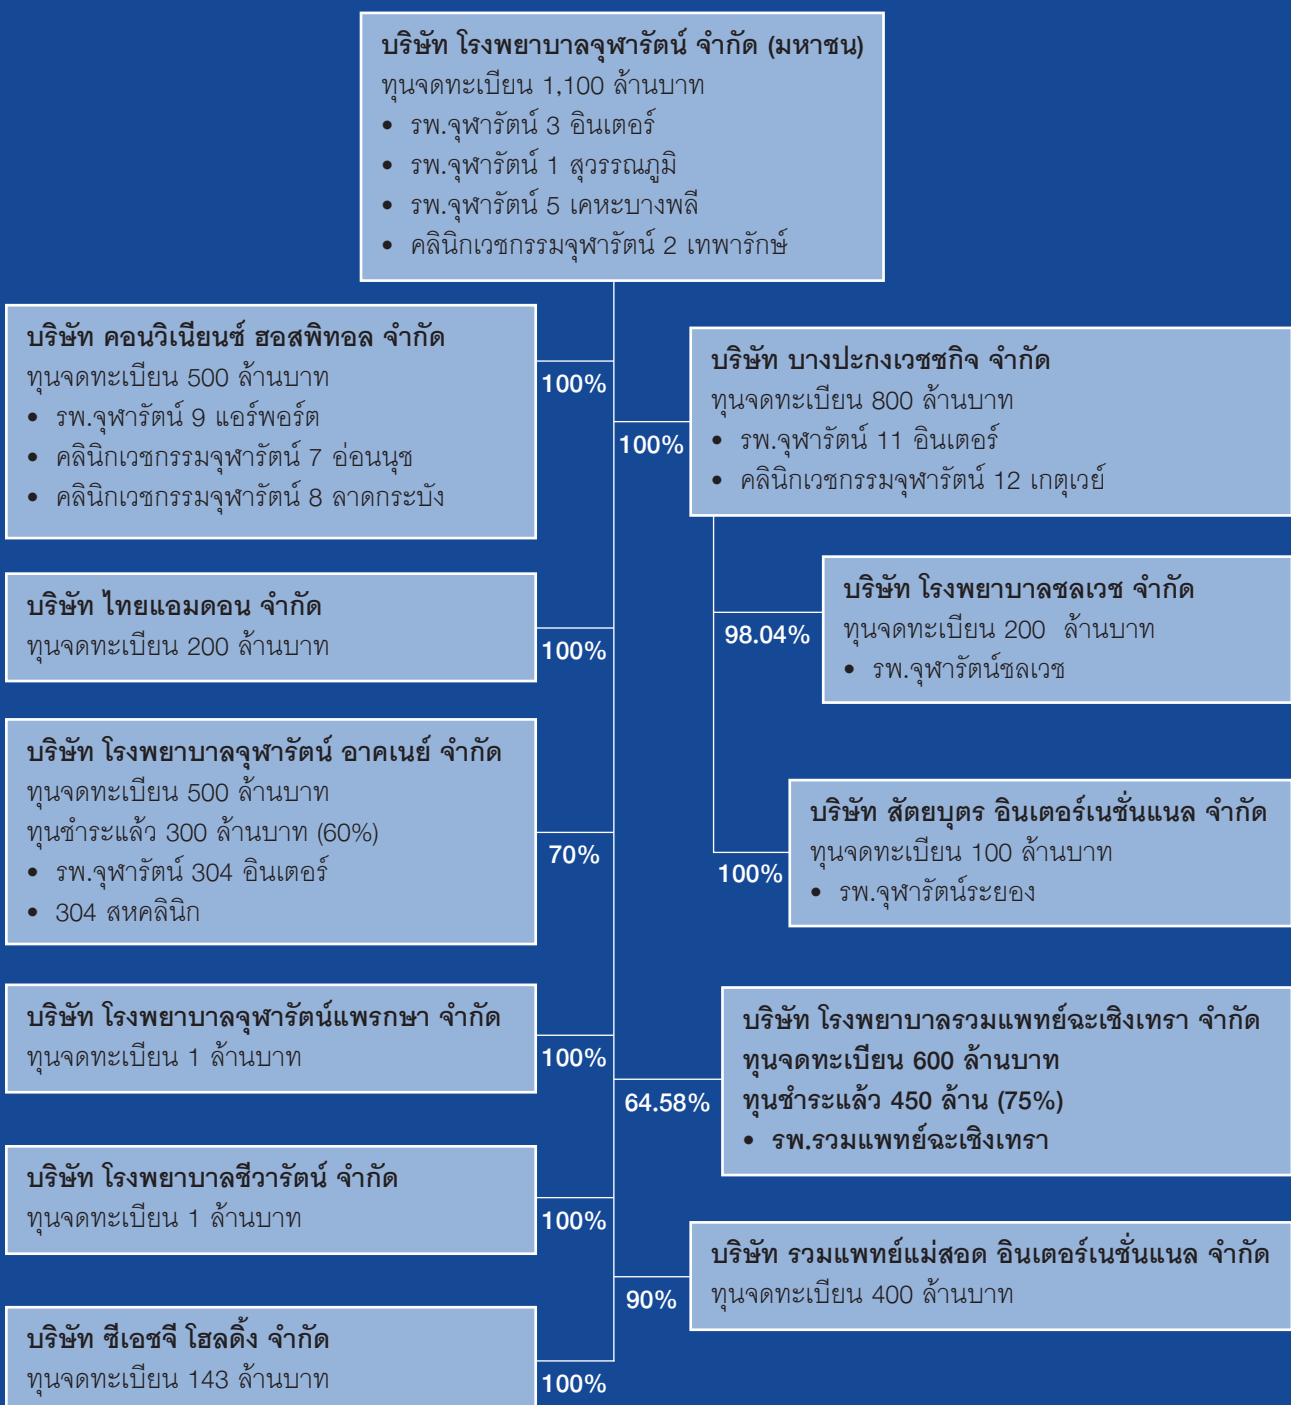 บริษัท โรงพยาบาลจุฬารัตน์ จำกัด (มหาชน)
ทุนจดทะเบียน 1,100 ล้านบาท
• รพ.จุฬารัตน์ 3 อินเตอร์
• รพ.จุฬารัตน์ 1 สุวรรณภูมิ
• รพ.จุฬารัตน์ 5 เคหะบางพลี
• คลินิกเวชกรรมจุฬารัตน์ 2 เทพารักษ์
บริษัท คอนวิเนียนซ์ ฮอสพิทอล จำกัด
ทุนจดทะเบียน 500 ล้านบาท
• รพ.จุฬารัตน์ 9 แอร์พอร์ต
• คลินิกเวชกรรมจุฬารัตน์ 7 อ่อนนุช
• คลินิกเวชกรรมจุฬารัตน์ 8 ลาดกระบัง
100%
บริษัท บางปะกงเวชชกิจ จำกัด
ทุนจดทะเบียน 800 ล้านบาท
• รพ.จุฬารัตน์ 11 อินเตอร์
• คลินิกเวชกรรมจุฬารัตน์ 12 เกตุเวย์
100%
บริษัท ไทยแอมดอน จำกัด
ทุนจดทะเบียน 200 ล้านบาท
100%
บริษัท โรงพยาบาลชลเวช จำกัด
ทุนจดทะเบียน 200 ล้านบาท
• รพ.จุฬารัตน์ชลเวช
98.04%
บริษัท โรงพยาบาลจุฬารัตน์ อาคเนย์ จำกัด
ทุนจดทะเบียน 500 ล้านบาท
ทุนชำระแล้ว 300 ล้านบาท (60%)
• รพ.จุฬารัตน์ 304 อินเตอร์
• 304 สหคลินิก
70%
บริษัท สัตยบุตร อินเตอร์เนชั่นแนล จำกัด
ทุนจดทะเบียน 100 ล้านบาท
• รพ.จุฬารัตน์ระยอง
100%
บริษัท โรงพยาบาลจุฬารัตน์แพรกษา จำกัด
ทุนจดทะเบียน 1 ล้านบาท
100%
บริษัท โรงพยาบาลรวมแพทย์ฉะเชิงเทรา จำกัด
ทุนจดทะเบียน 600 ล้านบาท
ทุนชำระแล้ว 450 ล้าน (75%)
• รพ.รวมแพทย์ฉะเชิงเทรา
64.58%
บริษัท โรงพยาบาลชีวารัตน์ จำกัด
ทุนจดทะเบียน 1 ล้านบาท
100%
บริษัท รวมแพทย์แม่สอด อินเตอร์เนชั่นแนล จำกัด
ทุนจดทะเบียน 400 ล้านบาท
90%
บริษัท ซีเอชจี โฮลดิ้ง จำกัด
ทุนจดทะเบียน 143 ล้านบาท
100%